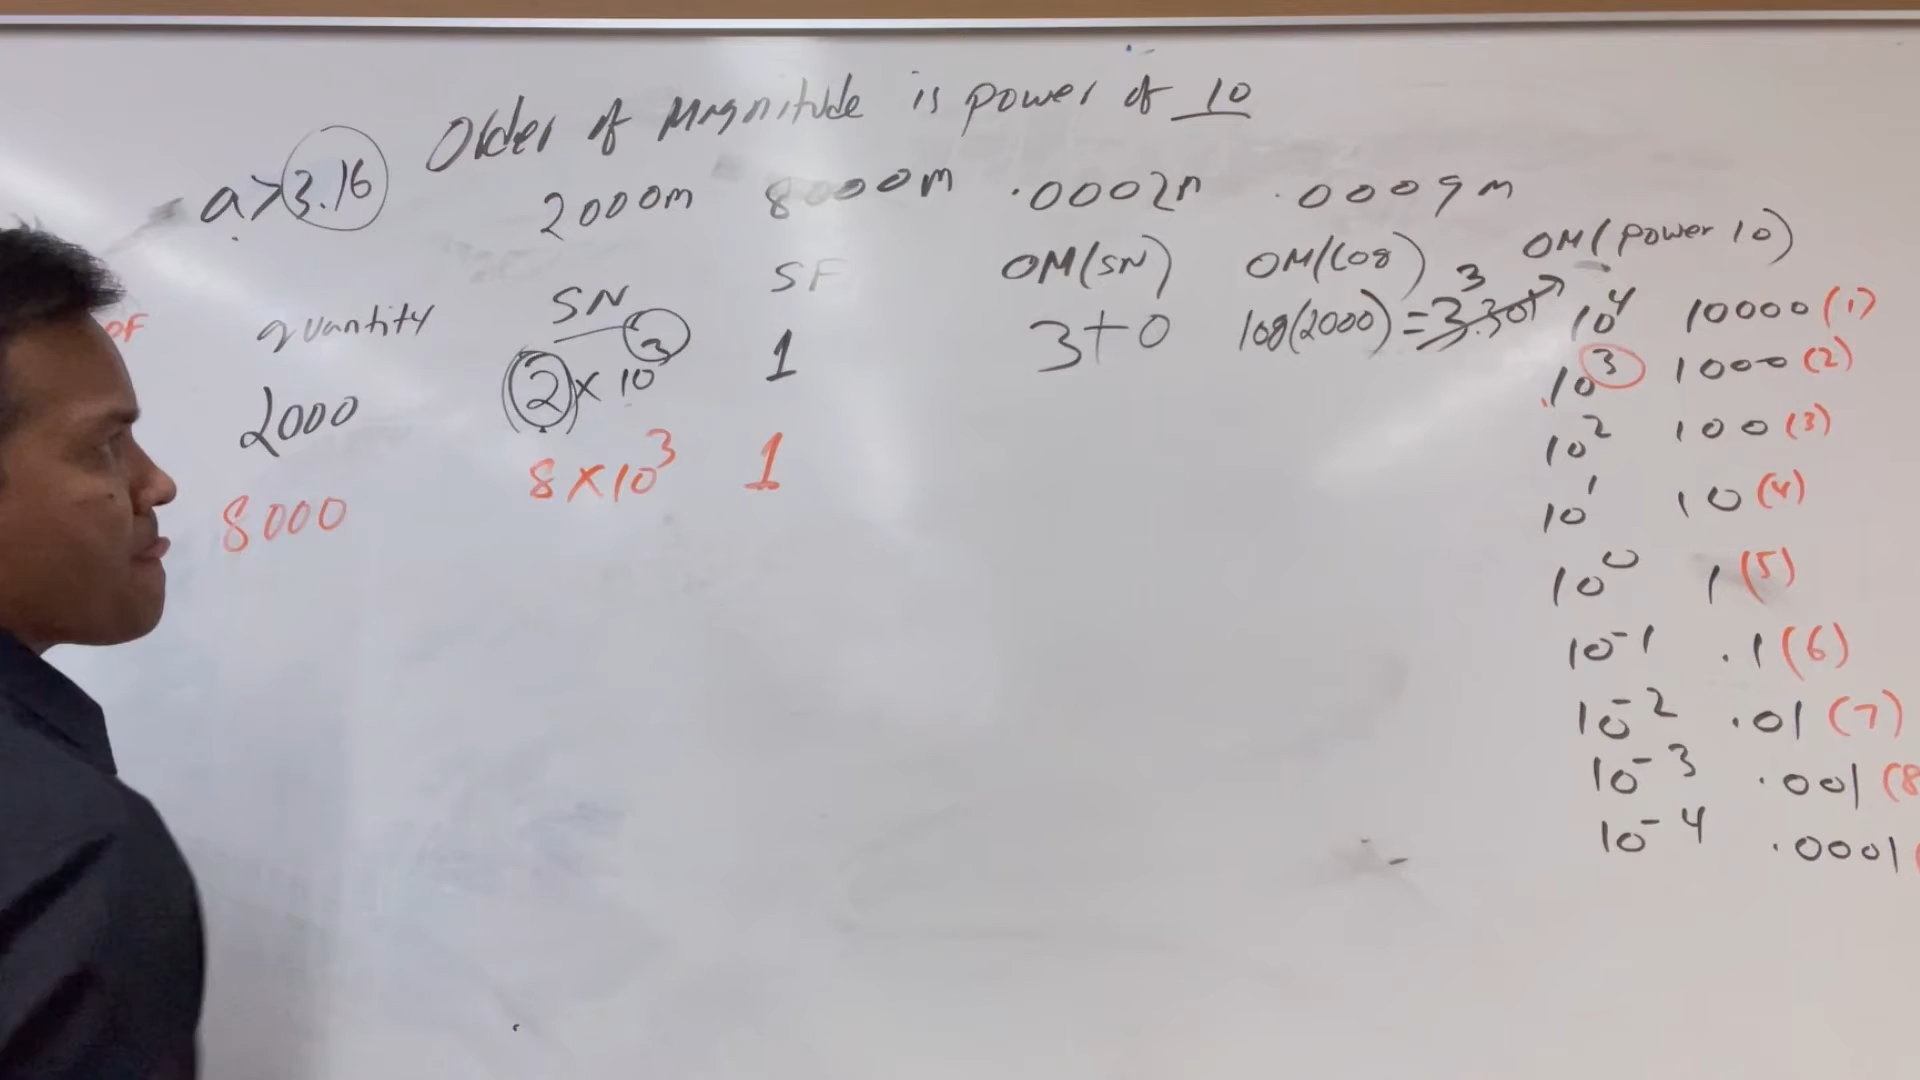 Order of Magnitude is power of 10
a>3.16
2000m 8000m .0002m .0009m
quantity SN SF OM(SN) OM(log) OM(power 10)
2000 2×10³ 1 3+0 log(2000)=3.301 3
8000 8×10³ 1
of
10⁴ 10000(1)
10³ 1000(2)
10² 100(3)
10¹ 10(4)
10⁰ 1(5)
10⁻¹ .1(6)
10⁻² .01(7)
10⁻³ .001(8
10⁻⁴ .0001(